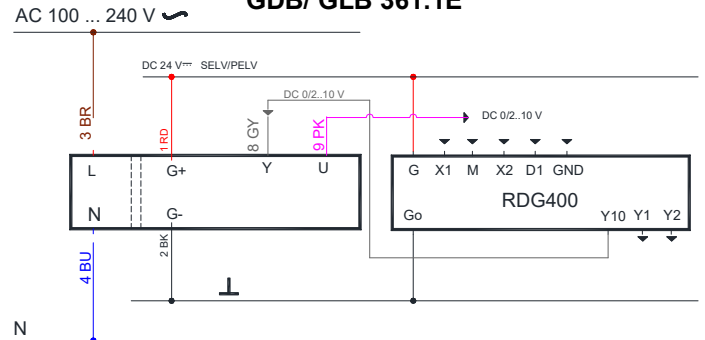 GDB/ GLB 361.1E
AC 100 ... 240 V
DC 24 V⎓ SELV/PELV
DC 0/2..10 V
DC 0/2..10 V
3 BR
1 RD
8 GY
9 PK
L G+ Y U
G X1 M X2 D1 GND
RDG400
N G-
Go Y10 Y1 Y2
4 BU
2 BK
N